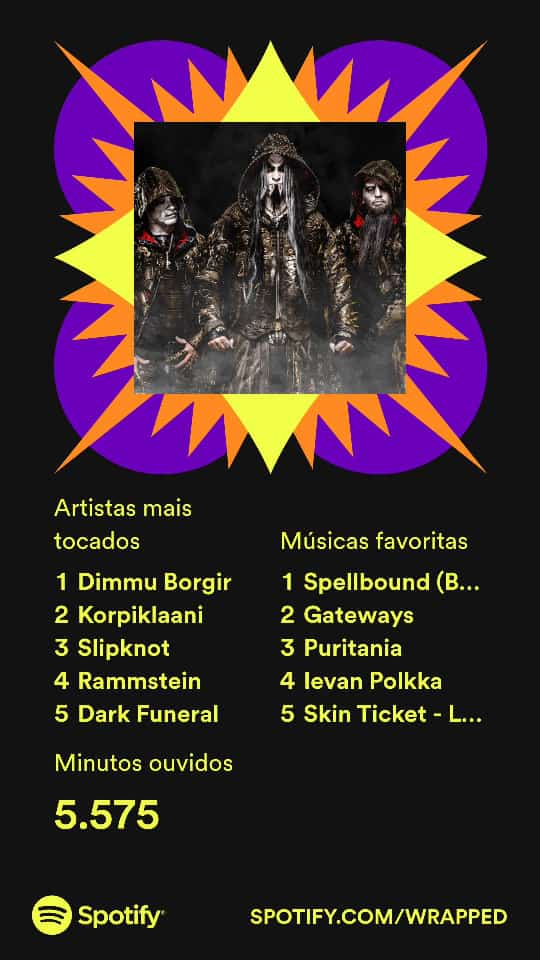 Artistas mais
tocados
1 Dimmu Borgir
2 Korpiklaani
3 Slipknot
4 Rammstein
5 Dark Funeral
Músicas favoritas
1 Spellbound (B...
2 Gateways
3 Puritania
4 Ievan Polkka
5 Skin Ticket - L...
Minutos ouvidos
5.575
Spotify
SPOTIFY.COM/WRAPPED